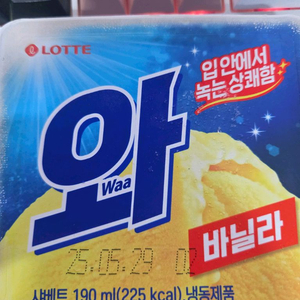 LOTTE
입 안에서
녹는 상쾌함
와
Waa
25.05.29 02
바닐라
샤베트 190 ml(225 kcal).냉동제품